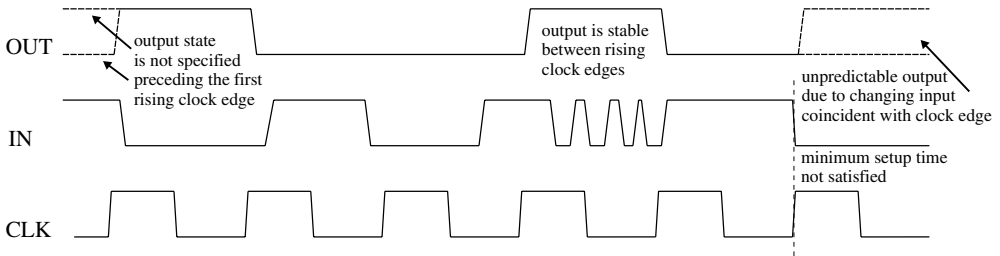 OUT
output state
is not specified
preceding the first
rising clock edge
output is stable
between rising
clock edges
unpredictable output
due to changing input
coincident with clock edge
IN
minimum setup time
not satisfied
CLK